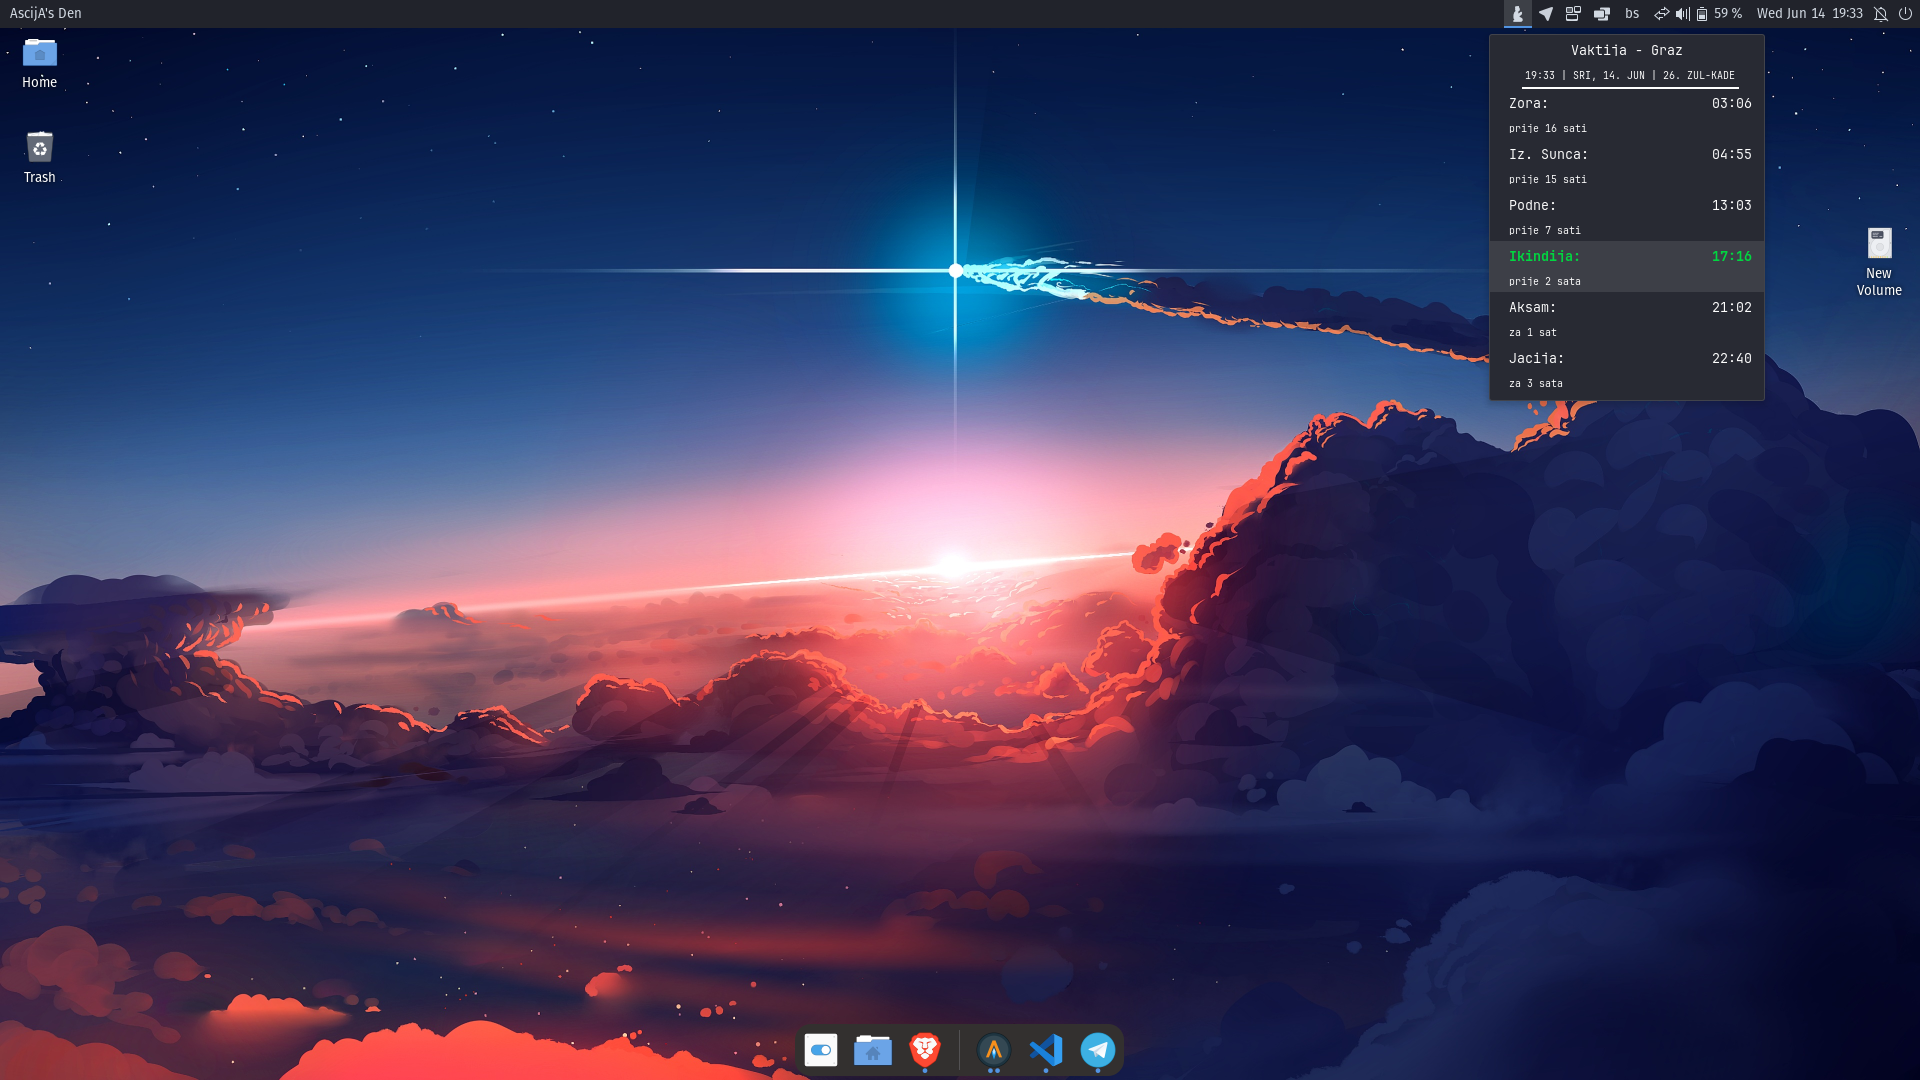 AscijA's Den
bs
59 %
Wed Jun 14 19:33
Home
Trash
New
Volume
Vaktija - Graz
19:33 | SRI, 14. JUN | 26. ZUL-KADE
Zora: 03:06
prije 16 sati
Iz. Sunca: 04:55
prije 15 sati
Podne: 13:03
prije 7 sati
Ikindija: 17:16
prije 2 sata
Aksam: 21:02
za 1 sat
Jacija: 22:40
za 3 sata